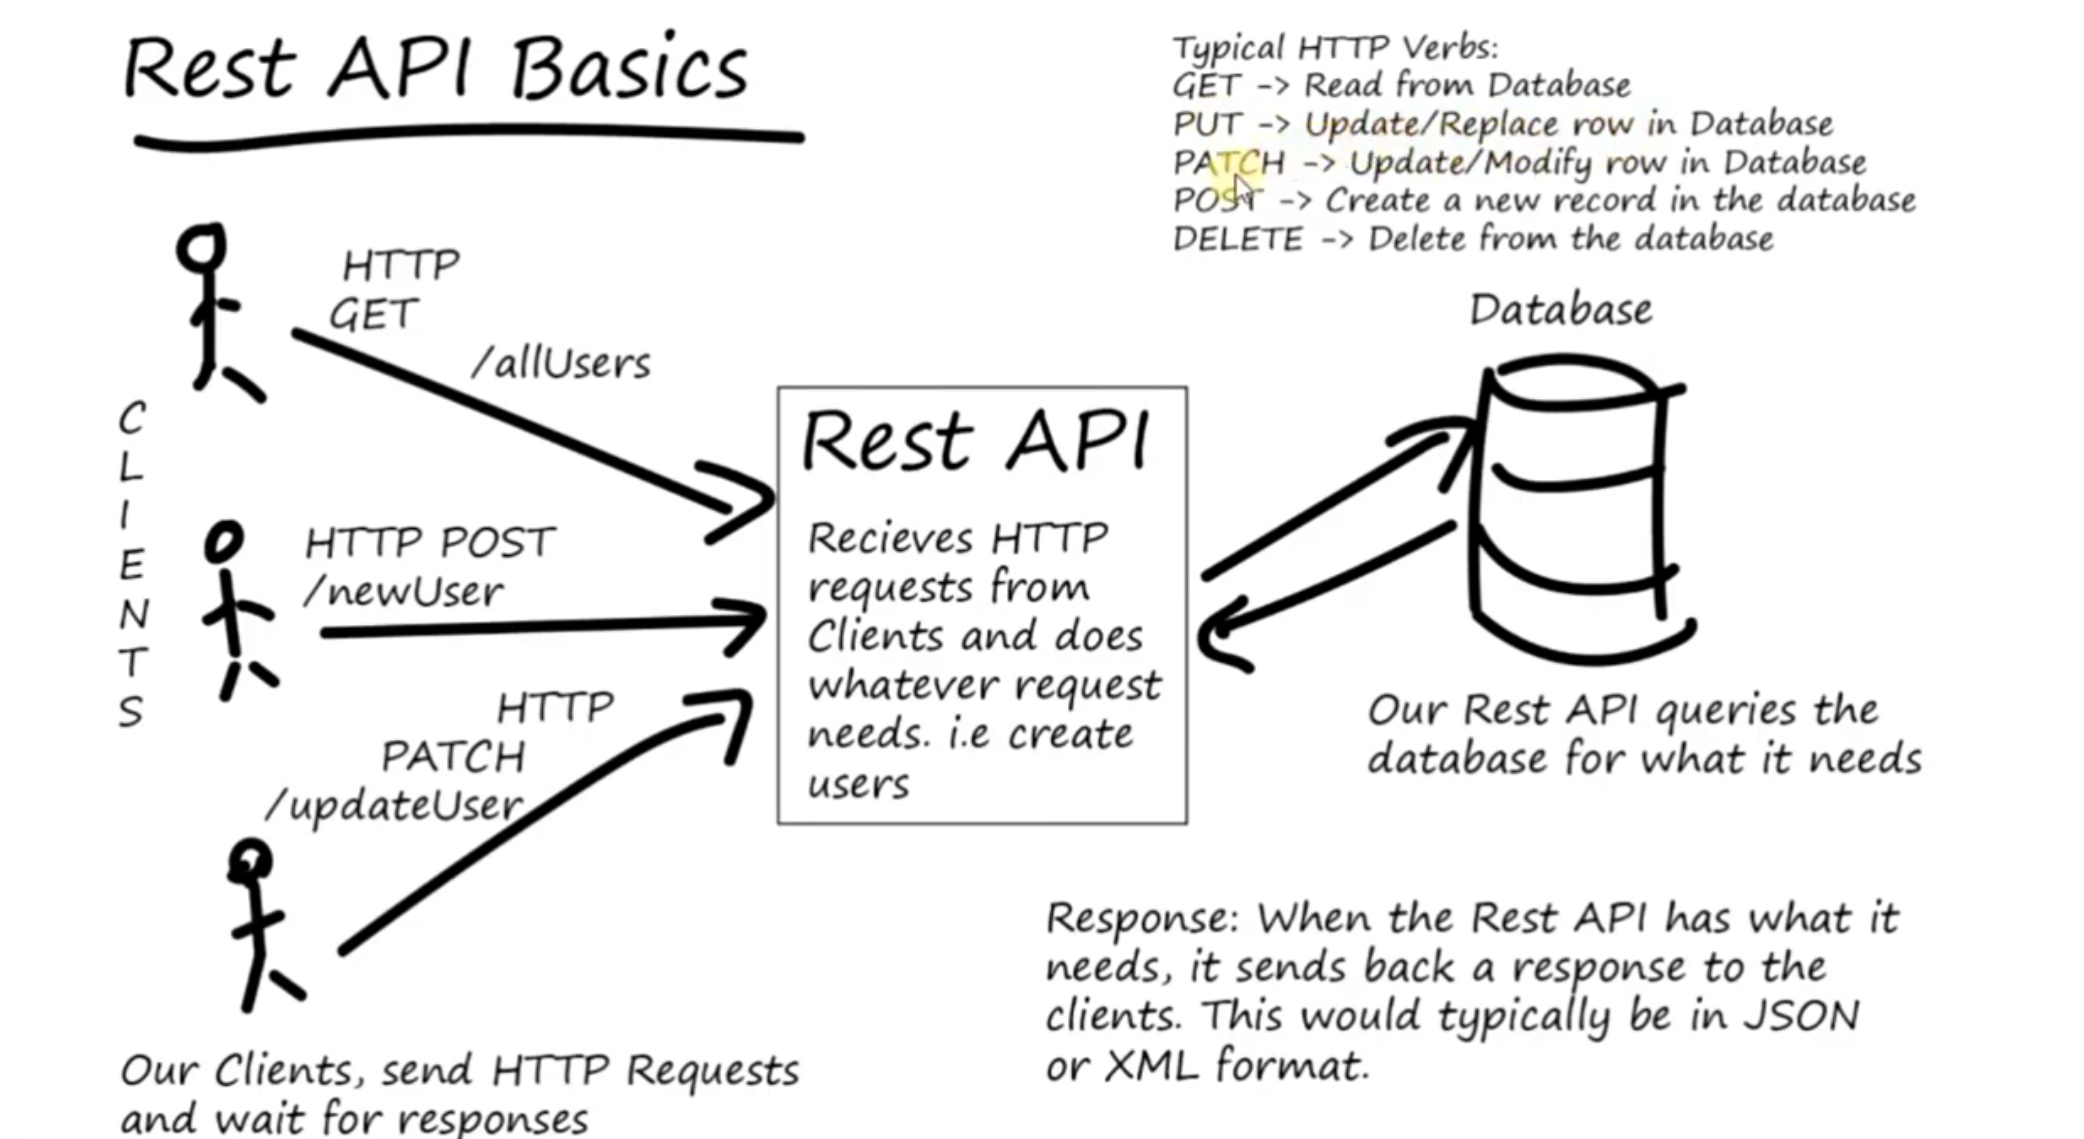 Rest API Basics
Typical HTTP Verbs:
GET -> Read from Database
PUT -> Update/Replace row in Database
PATCH -> Update/Modify row in Database
POST -> Create a new record in the database
DELETE -> Delete from the database
CLIENTS
HTTP
GET
/allUsers
HTTP POST
/newUser
HTTP
PATCH
/updateUser
Rest API
Recieves HTTP
requests from
Clients and does
whatever request
needs. i.e create
users
Database
Our Rest API queries the
database for what it needs
Response: When the Rest API has what it
needs, it sends back a response to the
clients. This would typically be in JSON
or XML format.
Our Clients, send HTTP Requests
and wait for responses